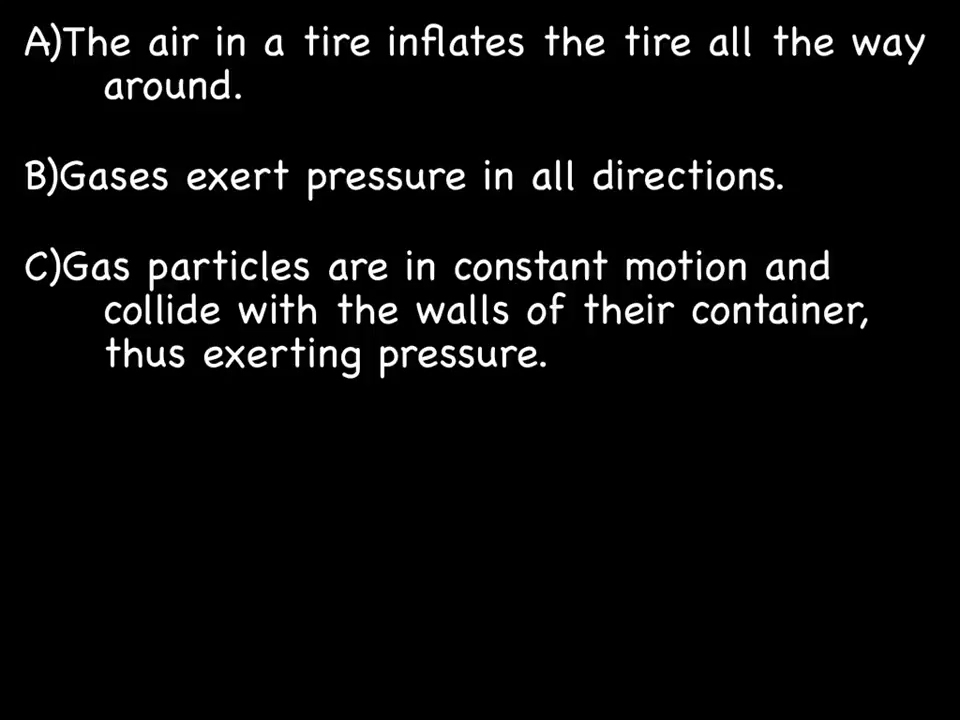 A)The air in a tire inflates the tire all the way
around.
B)Gases exert pressure in all directions.
C)Gas particles are in constant motion and
collide with the walls of their container,
thus exerting pressure.